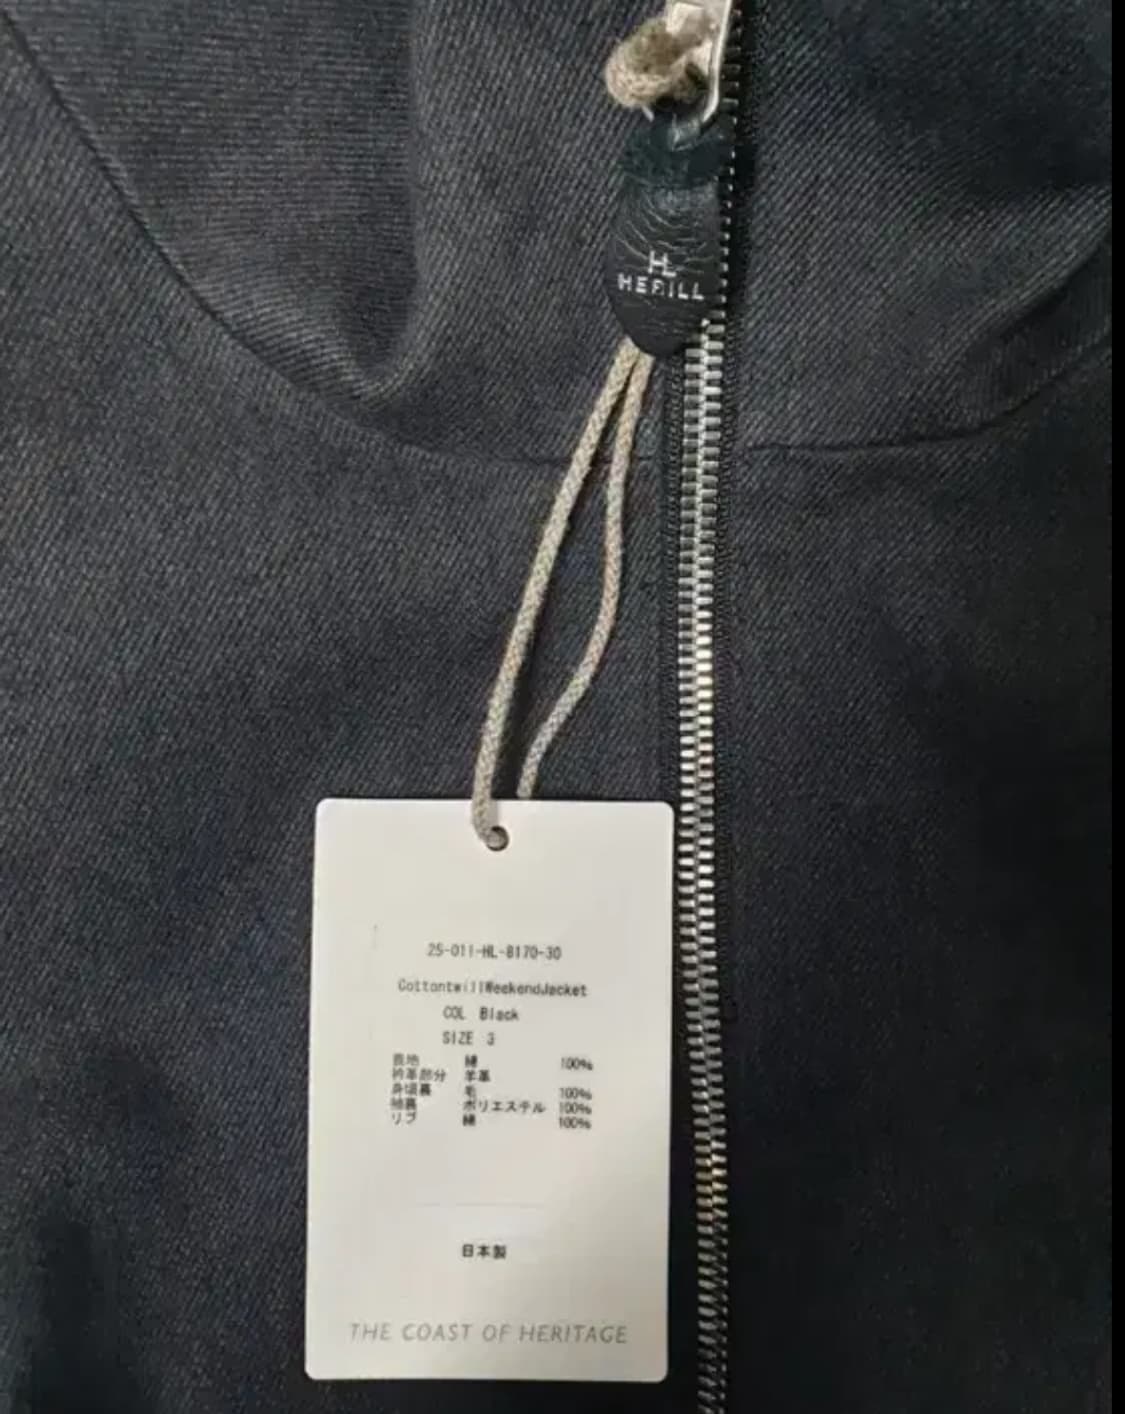 HL
HERILL
25-011-HL-8170-30
CottontwillWeekendJacket
COL Black
SIZE 3
表地 綿 100%
衿革部分 羊革
身頃裏 毛 100%
袖裏 ポリエステル 100%
リブ 綿 100%
日本製
THE COAST OF HERITAGE